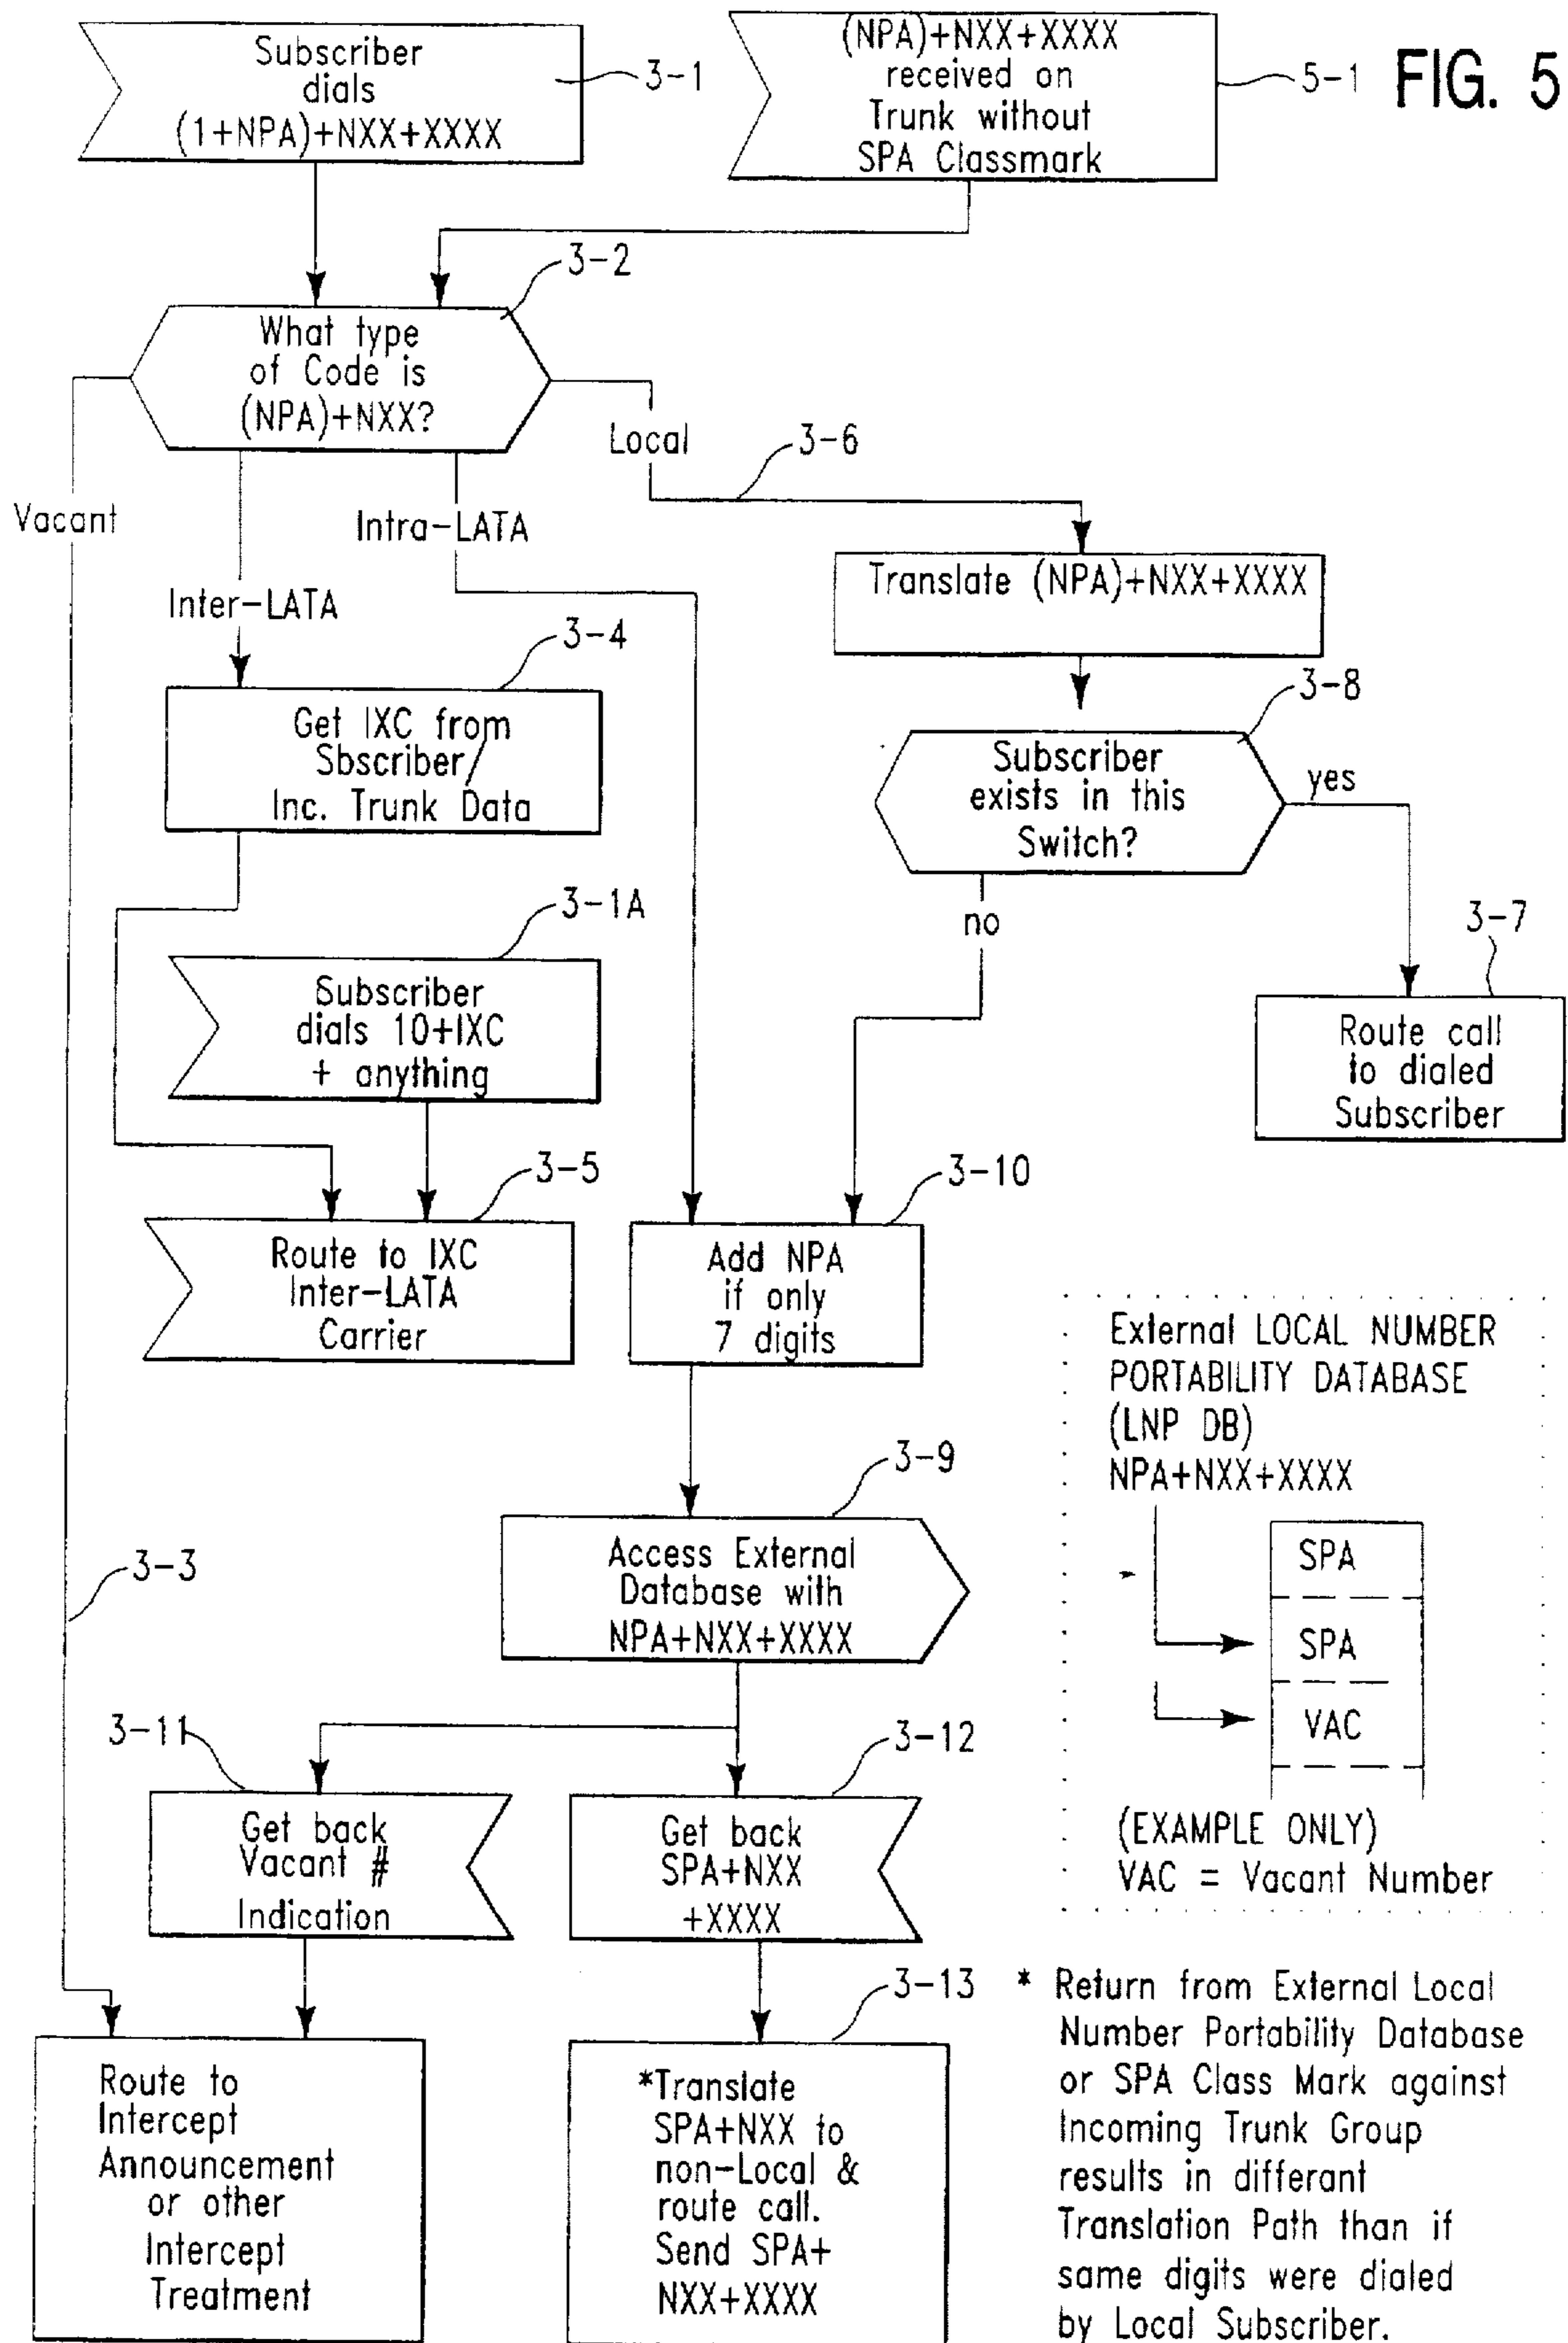 Subscriber
dials
(1+NPA)+NXX+XXXX
3-1
(NPA)+NXX+XXXX
received on
Trunk without
SPA Classmark
5-1
FIG. 5
3-2
What type
of Code is
(NPA)+NXX?
Local
3-6
Vacant
Intra-LATA
Inter-LATA
Translate (NPA)+NXX+XXXX
3-4
Get IXC from
Sbscriber/
Inc. Trunk Data
3-8
Subscriber
exists in this
Switch?
yes
no
3-7
Route call
to dialed
Subscriber
3-1A
Subscriber
dials 10+IXC
+ anything
3-5
Route to IXC
Inter-LATA
Carrier
3-10
Add NPA
if only
7 digits
External LOCAL NUMBER
PORTABILITY DATABASE
(LNP DB)
NPA+NXX+XXXX
SPA
SPA
VAC
(EXAMPLE ONLY)
VAC = Vacant Number
3-9
Access External
Database with
NPA+NXX+XXXX
3-3
3-11
Get back
Vacant #
Indication
3-12
Get back
SPA+NXX
+XXXX
3-13
Route to
Intercept
Announcement
or other
Intercept
Treatment
*Translate
SPA+NXX to
non-Local &
route call.
Send SPA+
NXX+XXXX
* Return from External Local
Number Portability Database
or SPA Class Mark against
Incoming Trunk Group
results in differant
Translation Path than if
same digits were dialed
by Local Subscriber.